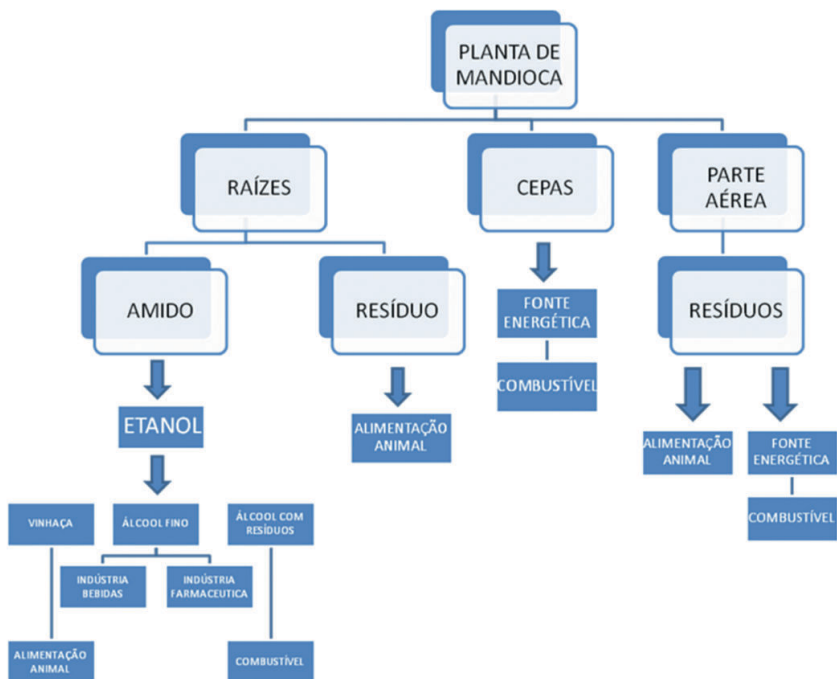 PLANTA DE
MANDIOCA
RAÍZES
CEPAS
PARTE
AÉREA
AMIDO
RESÍDUO
FONTE
ENERGÉTICA
RESÍDUOS
COMBUSTÍVEL
ETANOL
ALIMENTAÇÃO
ANIMAL
ALIMENTAÇÃO
ANIMAL
FONTE
ENERGÉTICA
COMBUSTÍVEL
VINHAÇA
ÁLCOOL FINO
ÁLCOOL COM
RESÍDUOS
INDÚSTRIA
BEBIDAS
INDÚSTRIA
FARMACEUTICA
ALIMENTAÇÃO
ANIMAL
COMBUSTÍVEL